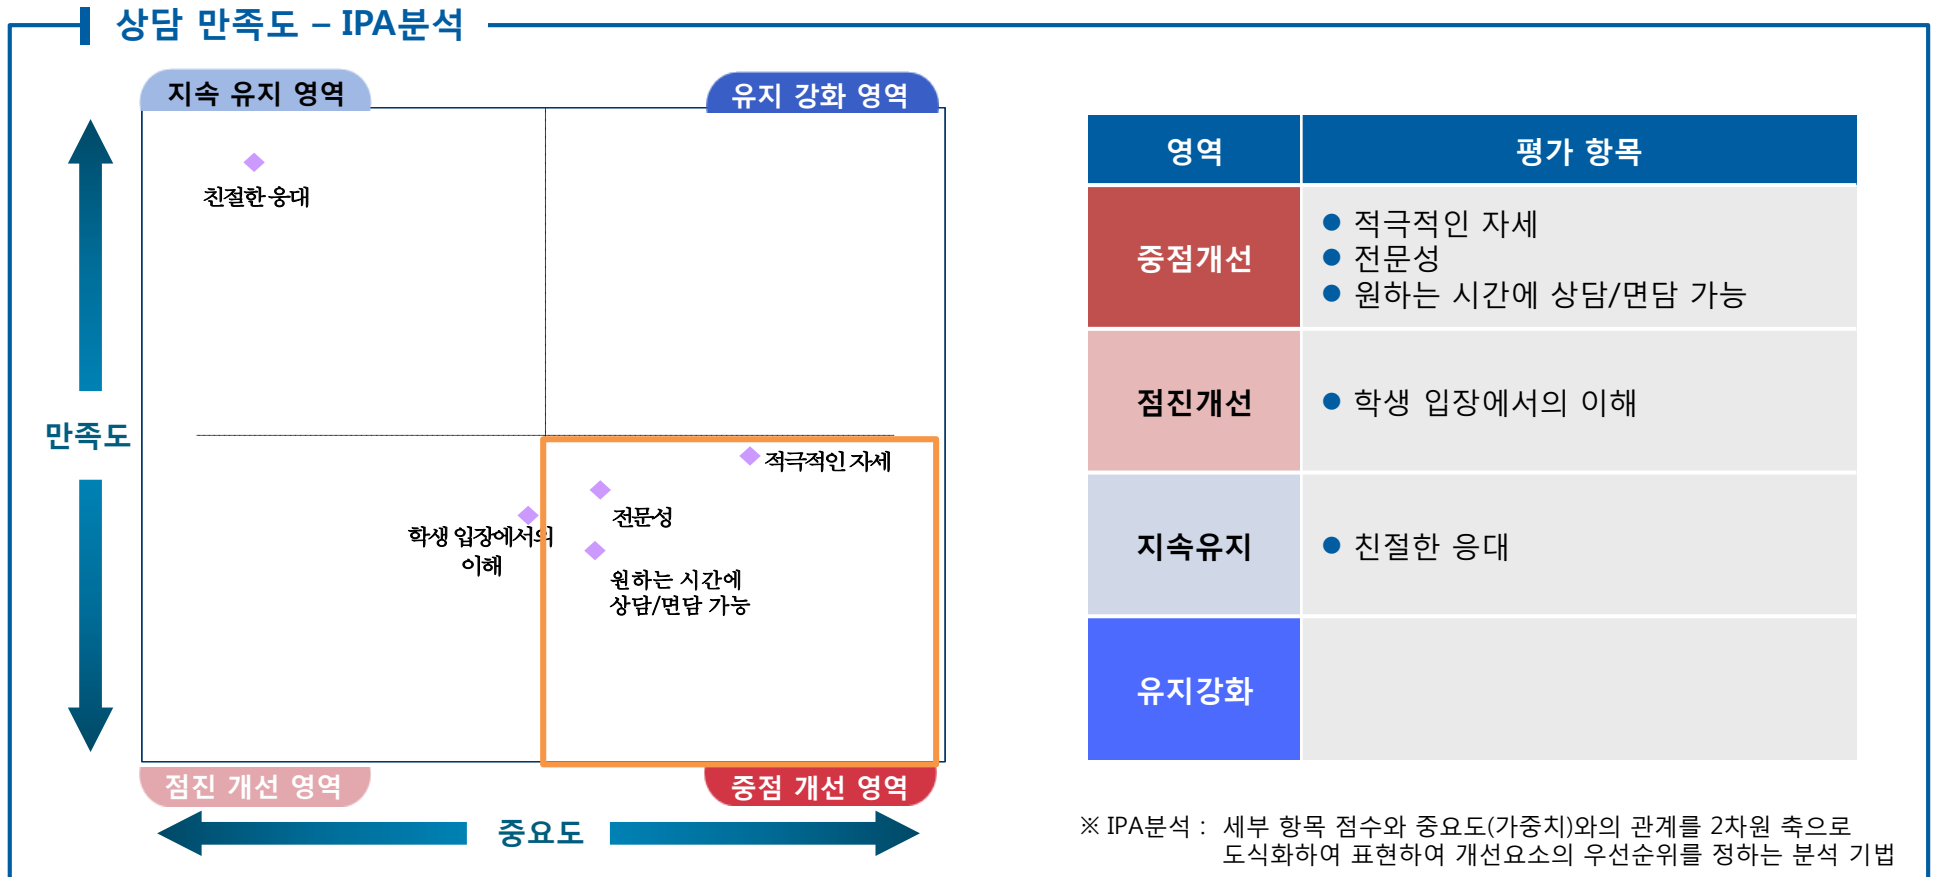 상담 만족도 – IPA분석
지속 유지 영역
유지 강화 영역
친절한 응대
만족도
적극적인 자세
전문성
학생 입장에서의
이해
원하는 시간에
상담/면담 가능
점진 개선 영역
중점 개선 영역
중요도
영역
평가 항목
중점개선
적극적인 자세
전문성
원하는 시간에 상담/면담 가능
점진개선
학생 입장에서의 이해
지속유지
친절한 응대
유지강화
※ IPA분석 : 세부 항목 점수와 중요도(가중치)와의 관계를 2차원 축으로
도식화하여 표현하여 개선요소의 우선순위를 정하는 분석 기법